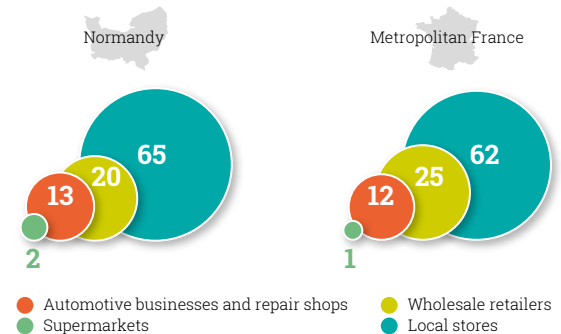 Normandy
Metropolitan France
65
20
13
2
62
25
12
1
Automotive businesses and repair shops
Wholesale retailers
Supermarkets
Local stores